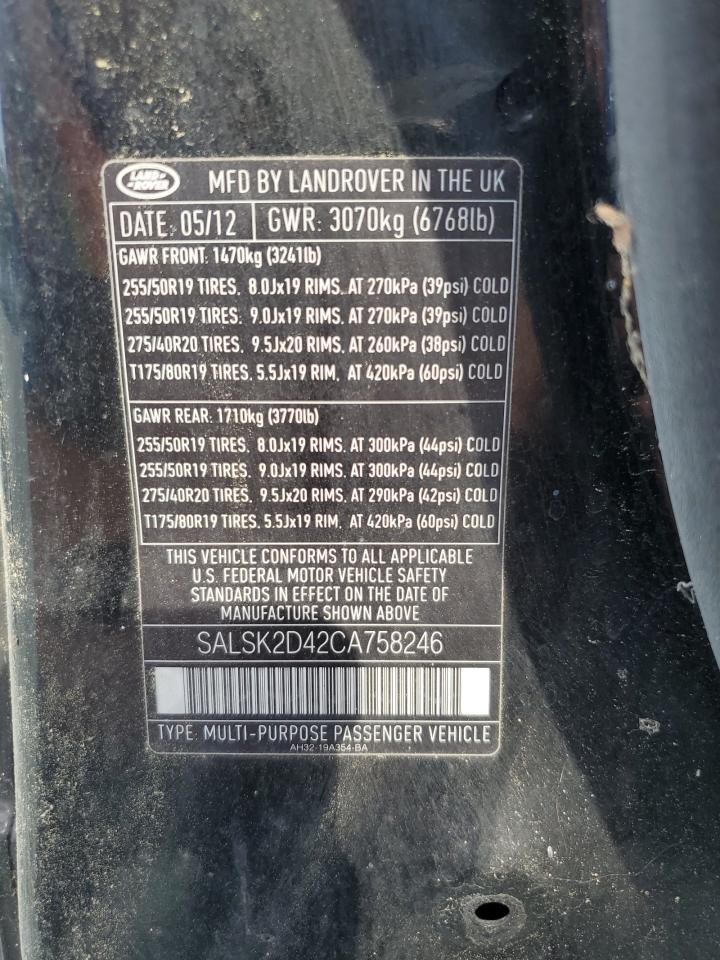 LAND ROVER
MFD BY LANDROVER IN THE UK
DATE: 05/12 GWR: 3070kg (6768lb)
GAWR FRONT: 1470kg (3241lb)
255/50R19 TIRES, 8.0Jx19 RIMS, AT 270kPa (39psi) COLD
255/50R19 TIRES, 9.0Jx19 RIMS, AT 270kPa (39psi) COLD
275/40R20 TIRES, 9.5Jx20 RIMS, AT 260kPa (38psi) COLD
T175/80R19 TIRES, 5.5Jx19 RIM, AT 420kPa (60psi) COLD
GAWR REAR: 1710kg (3770lb)
255/50R19 TIRES, 8.0Jx19 RIMS, AT 300kPa (44psi) COLD
255/50R19 TIRES, 9.0Jx19 RIMS, AT 300kPa (44psi) COLD
275/40R20 TIRES, 9.5Jx20 RIMS, AT 290kPa (42psi) COLD
T175/80R19 TIRES, 5.5Jx19 RIM, AT 420kPa (60psi) COLD
THIS VEHICLE CONFORMS TO ALL APPLICABLE
U.S. FEDERAL MOTOR VEHICLE SAFETY
STANDARDS IN EFFECT ON THE DATE OF
MANUFACTURE SHOWN ABOVE
SALSK2D42CA758246
TYPE: MULTI-PURPOSE PASSENGER VEHICLE
AH32-19A354-BA